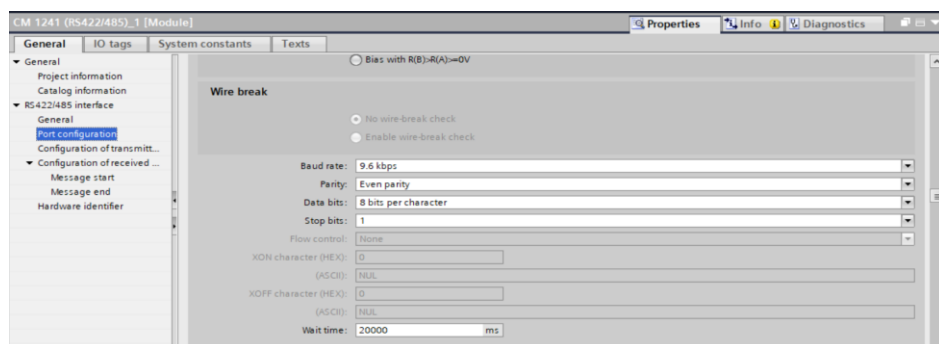 CM 1241 (RS422/485)_1 [Module]
Properties
Info
Diagnostics
General
IO tags
System constants
Texts
General
Project information
Catalog information
RS422/485 interface
General
Port configuration
Configuration of transmitt...
Configuration of received ...
Message start
Message end
Hardware identifier
Bias with R(B)>R(A)>=0V
Wire break
No wire-break check
Enable wire-break check
Baud rate: 9.6 kbps
Parity: Even parity
Data bits: 8 bits per character
Stop bits: 1
Flow control: None
XON character (HEX): 0
(ASCII): NUL
XOFF character (HEX): 0
(ASCII): NUL
Wait time: 20000 ms